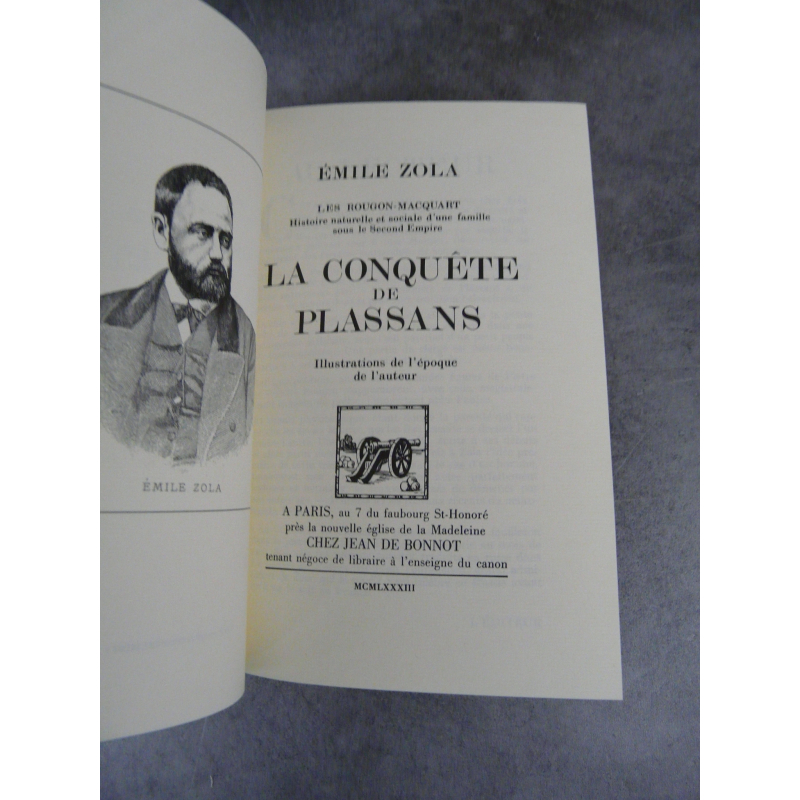 ÉMILE ZOLA
ÉMILE ZOLA
LES ROUGON-MACQUART
Histoire naturelle et sociale d'une famille
sous le Second Empire
LA CONQUÊTE
DE
PLASSANS
Illustrations de l'époque
de l'auteur
A PARIS, au 7 du faubourg St-Honoré
près la nouvelle église de la Madeleine
CHEZ JEAN DE BONNOT
tenant négoce de libraire à l'enseigne du canon
MCMLXXXIII